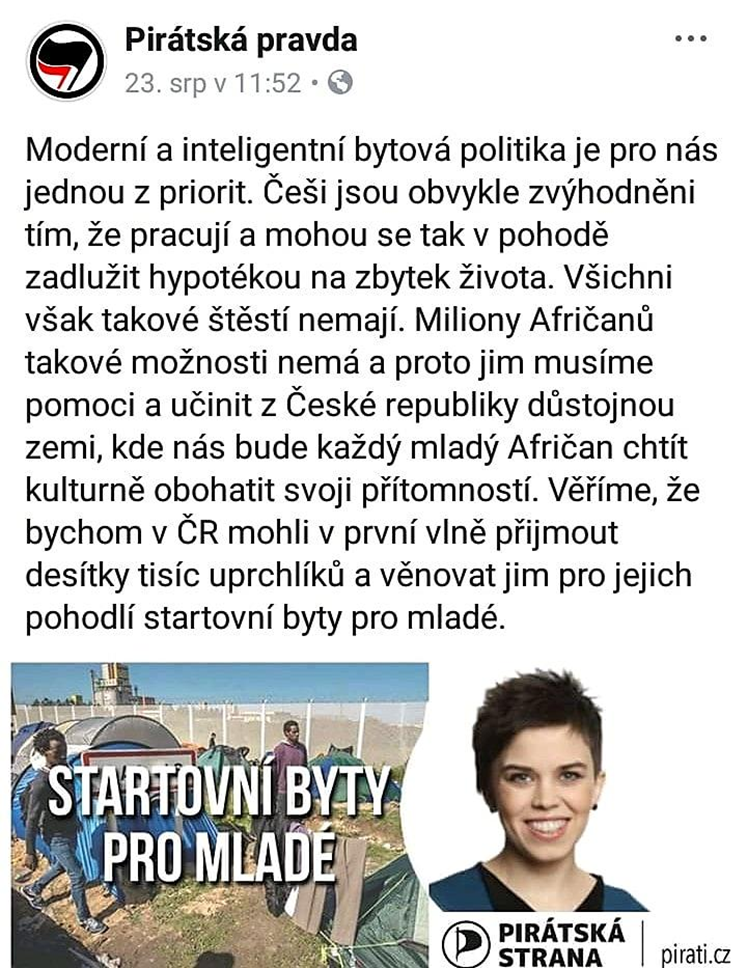 Pirátská pravda
23. srp v 11:52 •
Moderní a inteligentní bytová politika je pro nás
jednou z priorit. Češi jsou obvykle zvýhodněni
tím, že pracují a mohou se tak v pohodě
zadlužit hypotékou na zbytek života. Všichni
však takové štěstí nemají. Miliony Afričanů
takové možnosti nemá a proto jim musíme
pomoci a učinit z České republiky důstojnou
zemi, kde nás bude každý mladý Afričan chtít
kulturně obohatit svoji přítomností. Věříme, že
bychom v ČR mohli v první vlně přijmout
desítky tisíc uprchlíků a věnovat jim pro jejich
pohodlí startovní byty pro mladé.
STARTOVNÍ BYTY
PRO MLADÉ
PIRÁTSKÁ
STRANA
pirati.cz